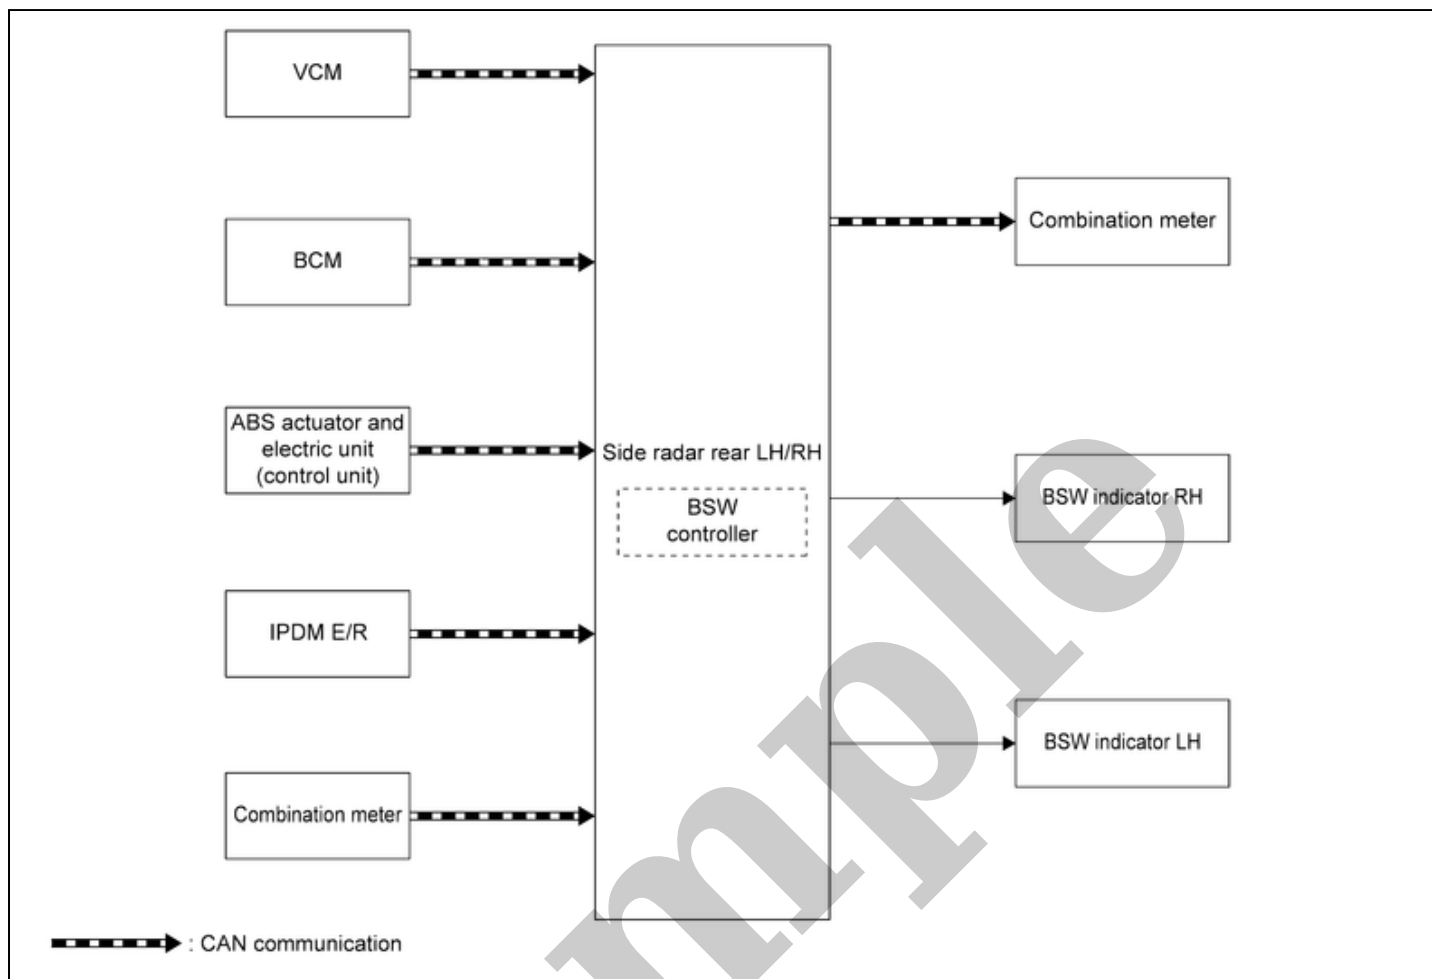 VCM
BCM
ABS actuator and
electric unit
(control unit)
IPDM E/R
Combination meter
Side radar rear LH/RH
BSW
controller
Combination meter
BSW indicator RH
BSW indicator LH
: CAN communication
mple